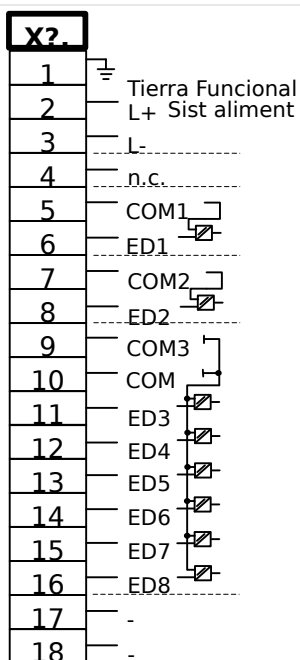 X?.
1
Tierra Funcional
2 L+ Sist aliment
3 L-
4 n.c.
5 COM1
6 ED1
7 COM2
8 ED2
9 COM3
10 COM
11 ED3
12 ED4
13 ED5
14 ED6
15 ED7
16 ED8
17 -
18 -